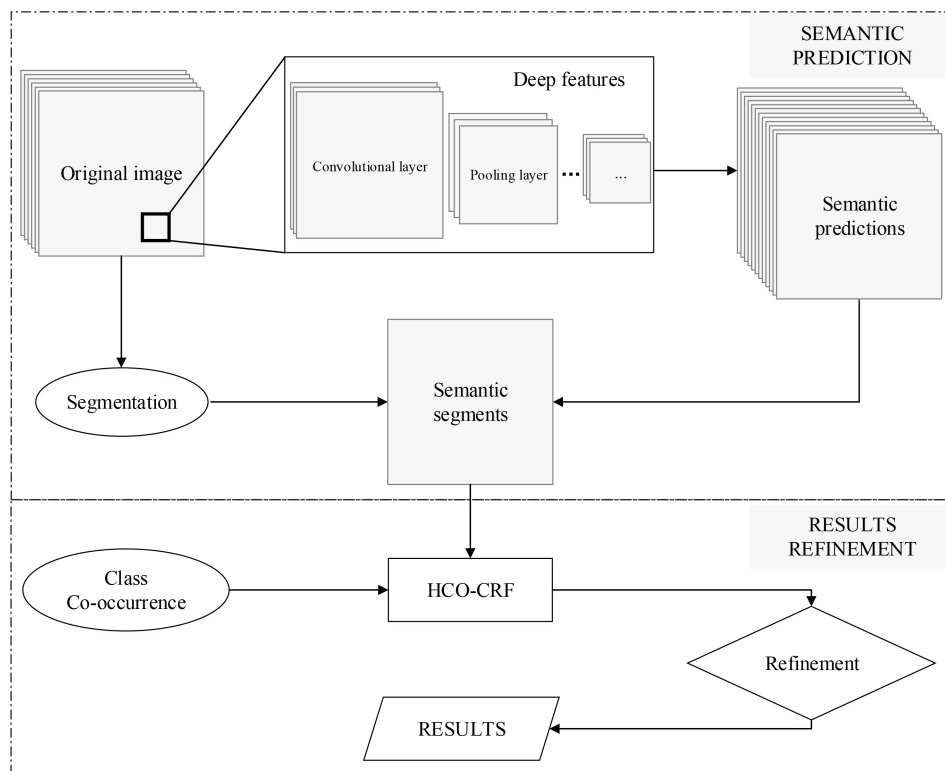 SEMANTIC
PREDICTION
Deep features
Original image
Convolutional layer
Pooling layer
...
...
Semantic
predictions
Segmentation
Semantic
segments
RESULTS
REFINEMENT
Class
Co-occurrence
HCO-CRF
Refinement
RESULTS